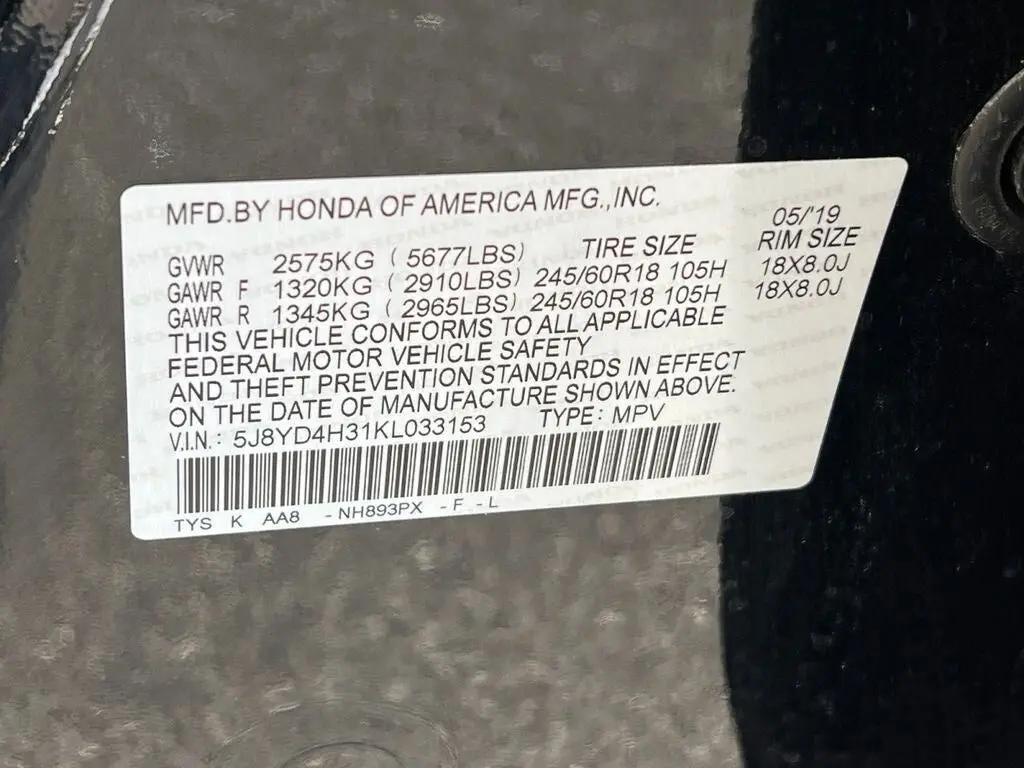 MFD.BY HONDA OF AMERICA MFG.,INC.
05/'19
GVWR 2575KG ( 5677LBS) TIRE SIZE RIM SIZE
GAWR F 1320KG ( 2910LBS) 245/60R18 105H 18X8.0J
GAWR R 1345KG ( 2965LBS) 245/60R18 105H 18X8.0J
THIS VEHICLE CONFORMS TO ALL APPLICABLE
FEDERAL MOTOR VEHICLE SAFETY
AND THEFT PREVENTION STANDARDS IN EFFECT
ON THE DATE OF MANUFACTURE SHOWN ABOVE.
V.I.N.: 5J8YD4H31KL033153 TYPE: MPV
TYS K AA8 -NH893PX -F -L